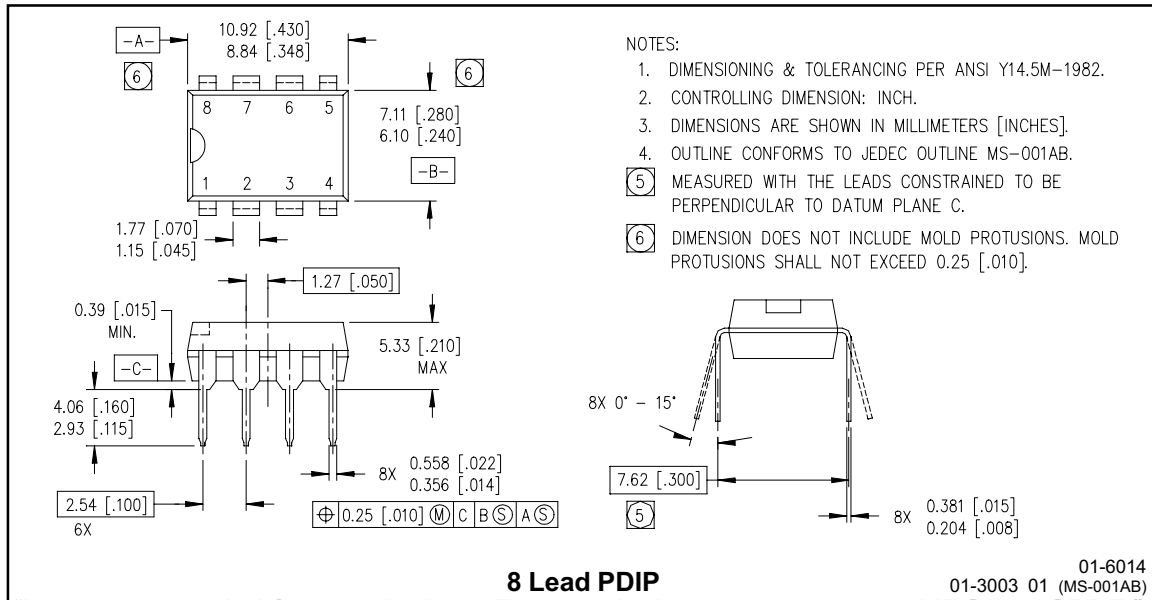 10.92 [.430]
8.84 [.348]
-A-
6
6
8 7 6 5
1 2 3 4
7.11 [.280]
6.10 [.240]
-B-
1.77 [.070]
1.15 [.045]
1.27 [.050]
0.39 [.015]
MIN.
-C-
5.33 [.210]
MAX
4.06 [.160]
2.93 [.115]
8X 0.558 [.022]
0.356 [.014]
2.54 [.100]
6X
⌖ 0.25 [.010] Ⓜ C B Ⓢ A Ⓢ
NOTES:
1. DIMENSIONING & TOLERANCING PER ANSI Y14.5M-1982.
2. CONTROLLING DIMENSION: INCH.
3. DIMENSIONS ARE SHOWN IN MILLIMETERS [INCHES].
4. OUTLINE CONFORMS TO JEDEC OUTLINE MS-001AB.
5 MEASURED WITH THE LEADS CONSTRAINED TO BE
PERPENDICULAR TO DATUM PLANE C.
6 DIMENSION DOES NOT INCLUDE MOLD PROTUSIONS. MOLD
PROTUSIONS SHALL NOT EXCEED 0.25 [.010].
8X 0° - 15°
7.62 [.300]
5
8X 0.381 [.015]
0.204 [.008]
8 Lead PDIP
01-6014
01-3003 01 (MS-001AB)